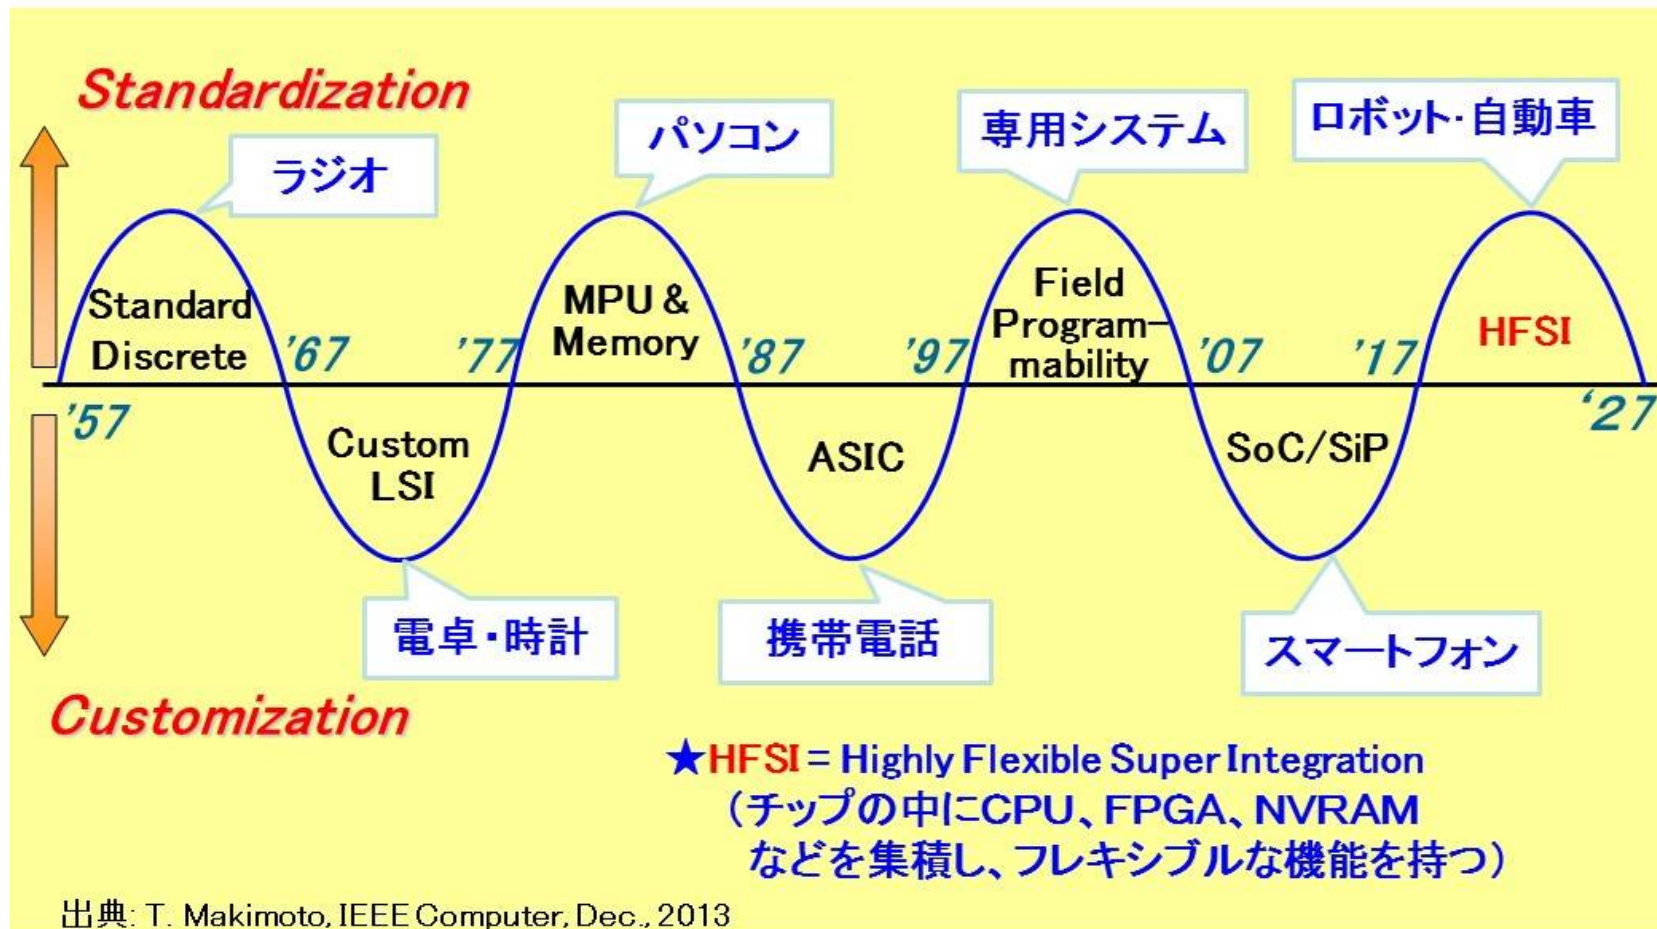 Standardization
ラジオ
パソコン
専用システム
ロボット・自動車
Standard
Discrete
MPU &
Memory
Field
Program-
mability
HFSI
'57
'67
'77
'87
'97
'07
'17
‘27
Custom
LSI
ASIC
SoC/SiP
電卓・時計
携帯電話
スマートフォン
Customization
★HFSI = Highly Flexible Super Integration
（チップの中にCPU、FPGA、NVRAM
などを集積し、フレキシブルな機能を持つ）
出典: T. Makimoto, IEEE Computer, Dec., 2013